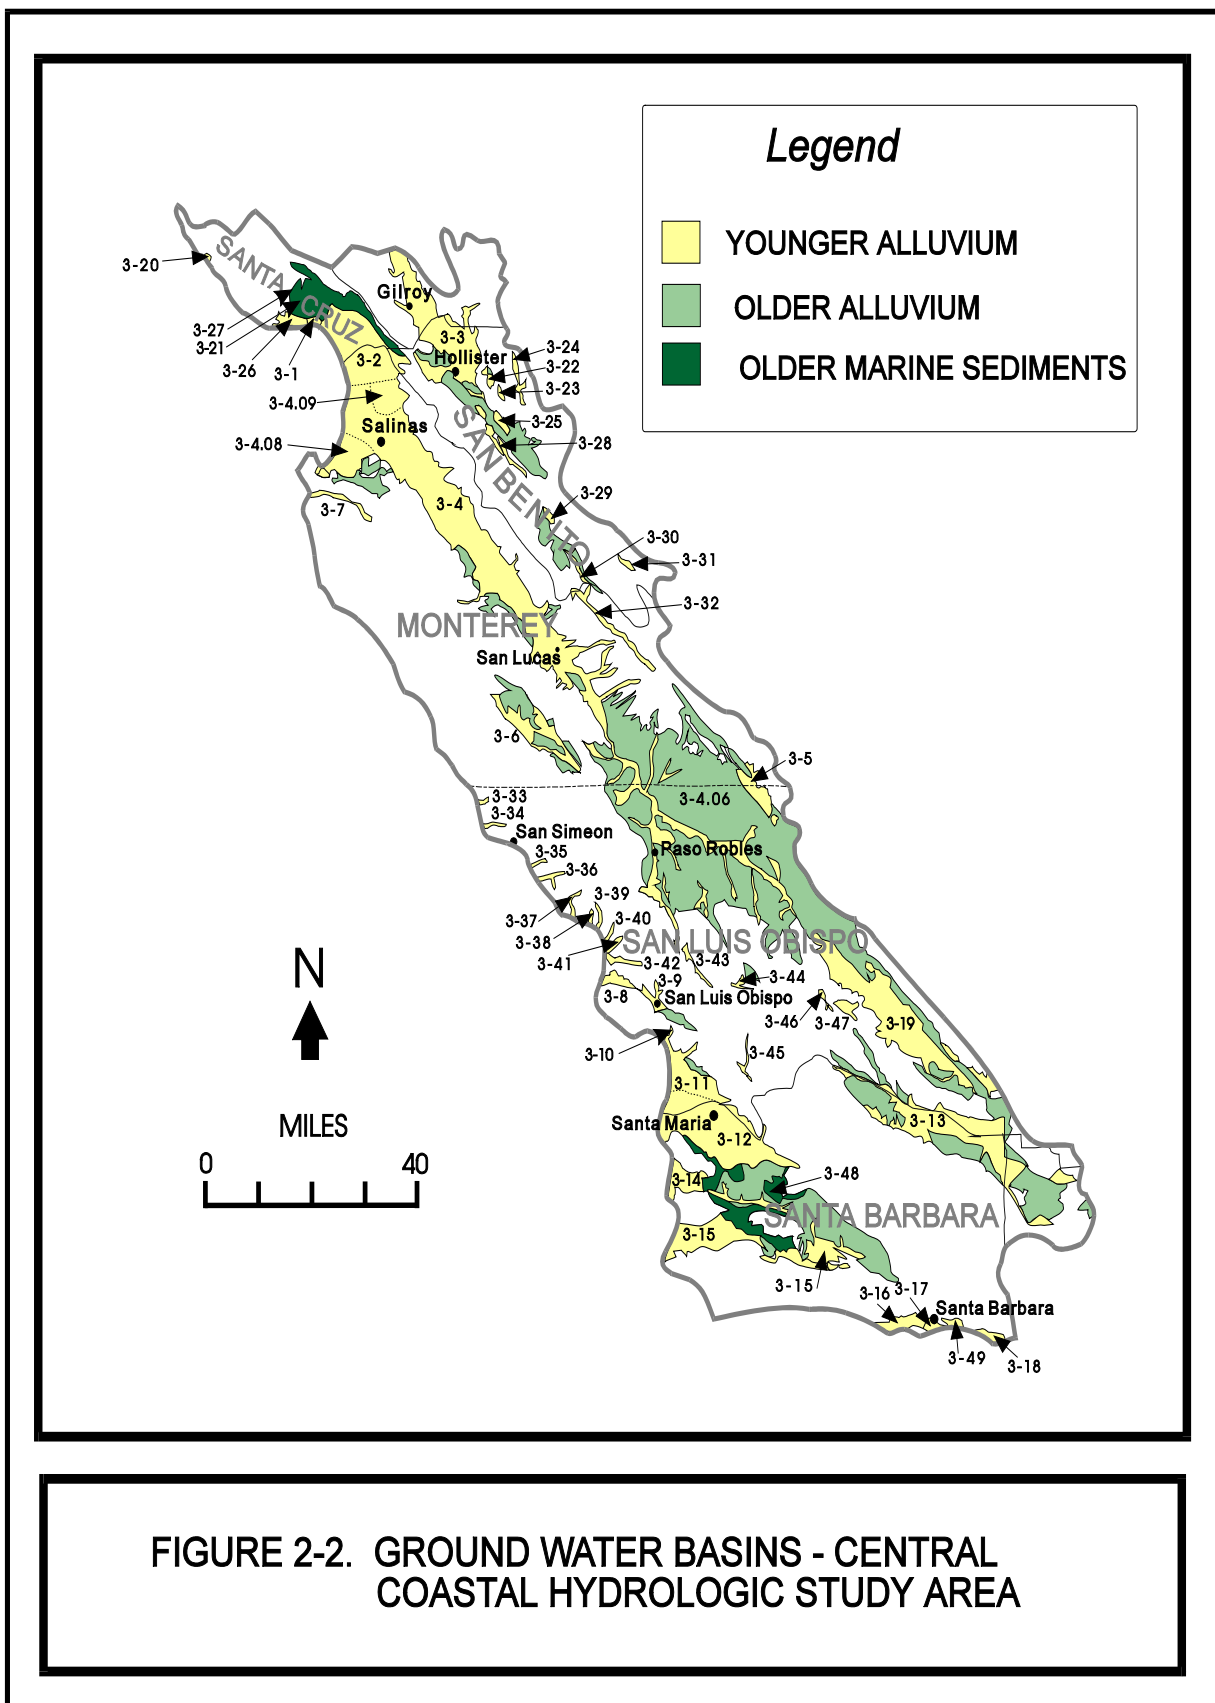 Legend
YOUNGER ALLUVIUM
OLDER ALLUVIUM
OLDER MARINE SEDIMENTS
SANTA CRUZ
3-20
Gilroy
3-27
3-21
3-26
3-1
3-2
3-3
Hollister
3-24
3-22
3-23
3-4.09
3-25
Salinas
3-4.08
3-28
SAN BENITO
3-7
3-4
3-29
3-30
3-31
3-32
MONTEREY
San Lucas
3-6
3-5
3-33
3-34
3-4.06
San Simeon
3-35
Paso Robles
3-36
3-39
3-37
3-40
3-38
SAN LUIS OBISPO
3-41
3-42
3-43
3-44
3-9
3-8
San Luis Obispo
3-46
3-47
3-19
3-10
3-45
3-11
Santa Maria
3-12
3-13
3-14
3-48
SANTA BARBARA
3-15
3-15
3-16
3-17
Santa Barbara
3-49
3-18
N
MILES
0
40
FIGURE 2-2. GROUND WATER BASINS - CENTRAL
COASTAL HYDROLOGIC STUDY AREA